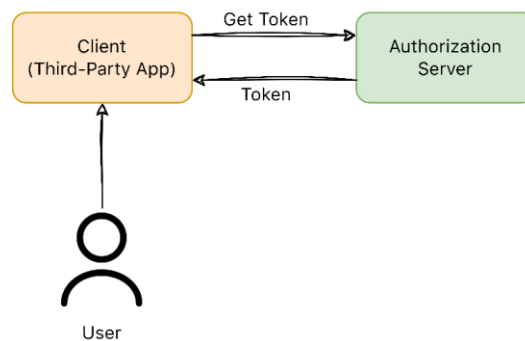 Client
(Third-Party App)
Get Token
Authorization
Server
Token
User